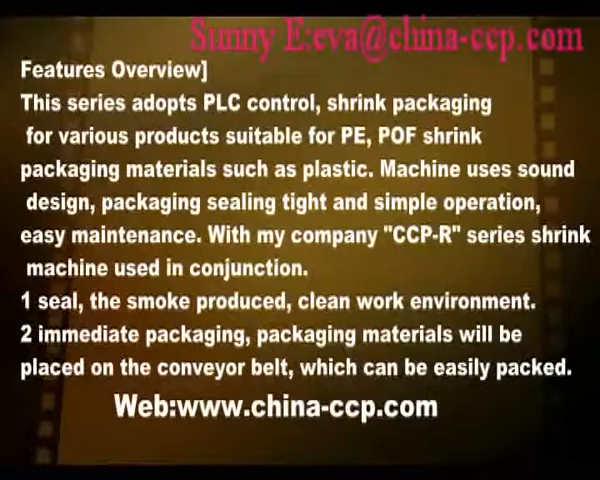 Sunny E:eva@china-ccp.com
Features Overview]
This series adopts PLC control, shrink packaging
for various products suitable for PE, POF shrink
packaging materials such as plastic. Machine uses sound
design, packaging sealing tight and simple operation,
easy maintenance. With my company "CCP-R" series shrink
machine used in conjunction.
1 seal, the smoke produced, clean work environment.
2 immediate packaging, packaging materials will be
placed on the conveyor belt, which can be easily packed.
Web:www.china-ccp.com